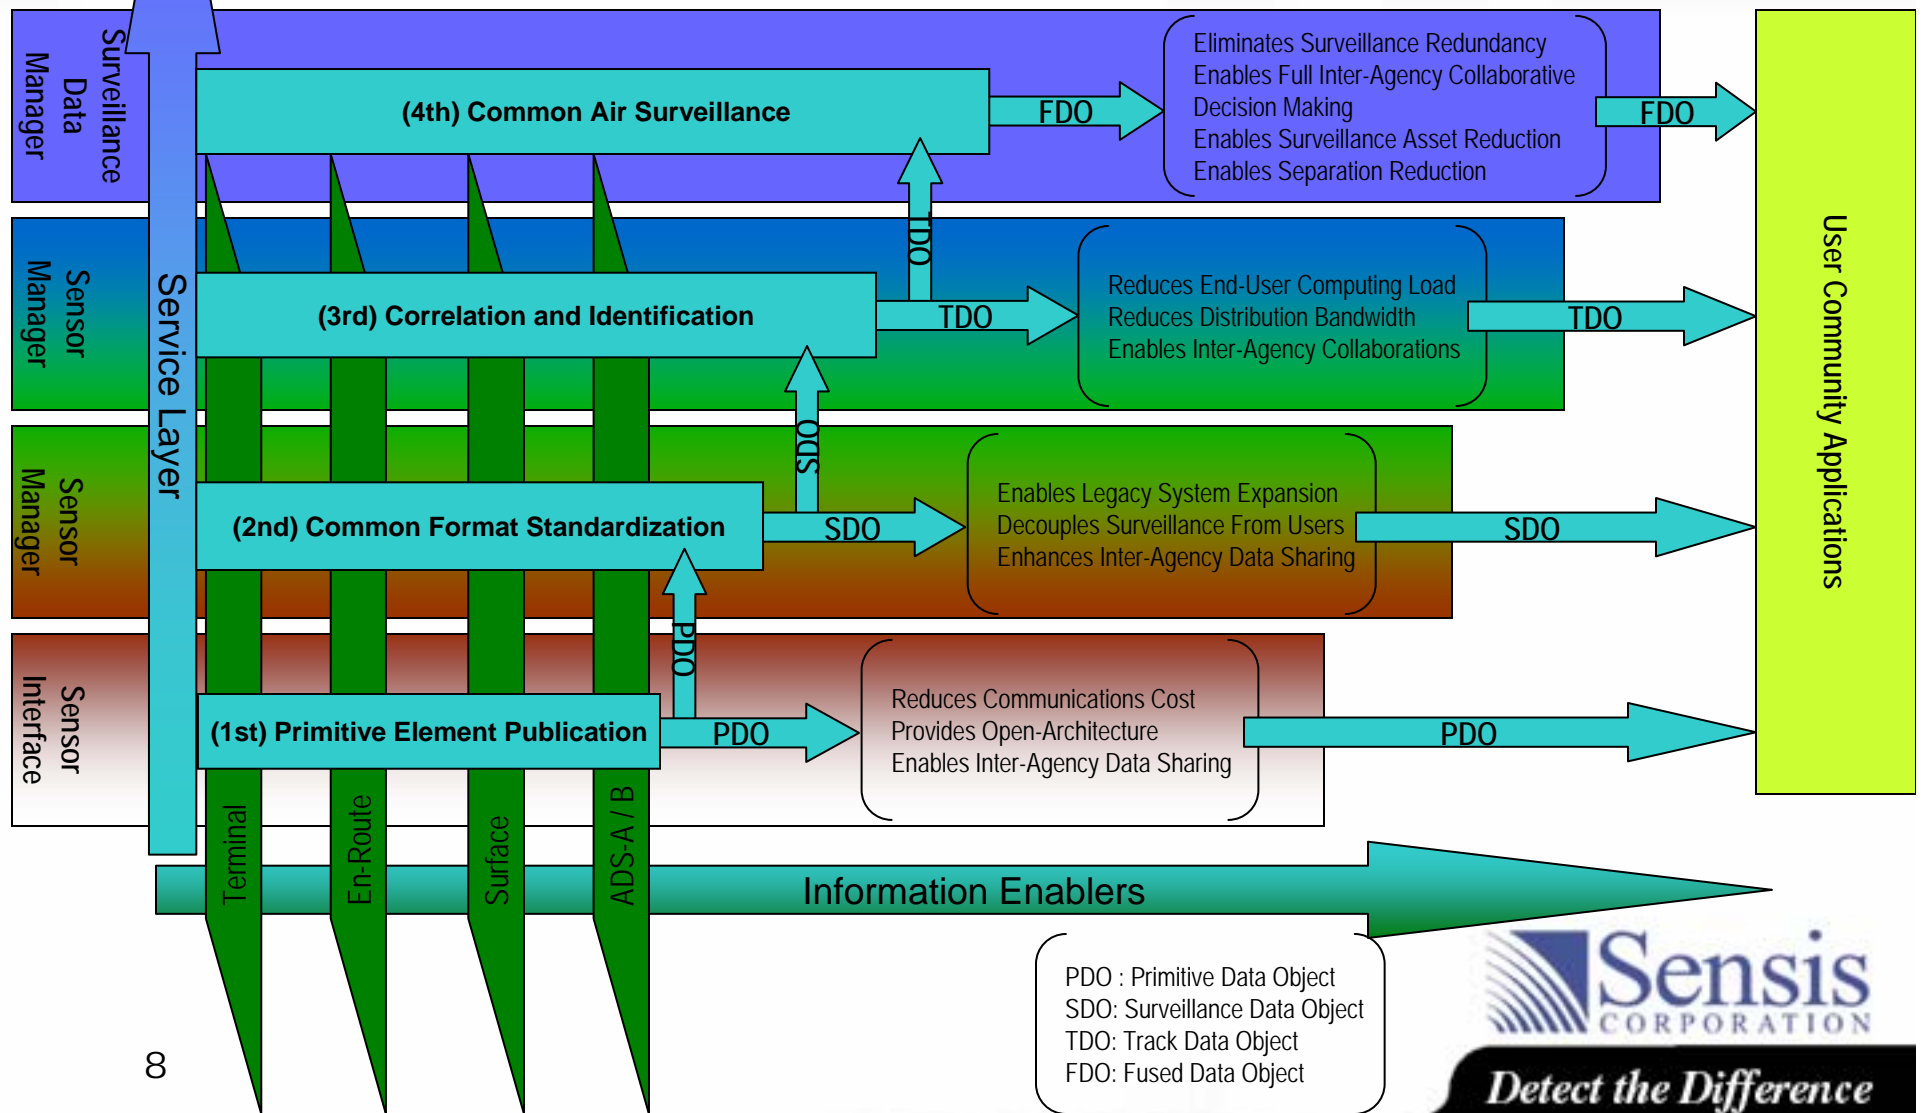 Surveillance
Data
Manager
(4th) Common Air Surveillance
FDO
Eliminates Surveillance Redundancy
Enables Full Inter-Agency Collaborative
Decision Making
Enables Surveillance Asset Reduction
Enables Separation Reduction
FDO
TDO
Sensor
Manager
(3rd) Correlation and Identification
TDO
Reduces End-User Computing Load
Reduces Distribution Bandwidth
Enables Inter-Agency Collaborations
TDO
SDO
Sensor
Manager
(2nd) Common Format Standardization
SDO
Enables Legacy System Expansion
Decouples Surveillance From Users
Enhances Inter-Agency Data Sharing
SDO
PDO
Sensor
Interface
(1st) Primitive Element Publication
PDO
Reduces Communications Cost
Provides Open-Architecture
Enables Inter-Agency Data Sharing
PDO
Service Layer
User Community Applications
Terminal
En-Route
Surface
ADS-A / B
Information Enablers
PDO : Primitive Data Object
SDO: Surveillance Data Object
TDO: Track Data Object
FDO: Fused Data Object
8
Sensis
CORPORATION
Detect the Difference